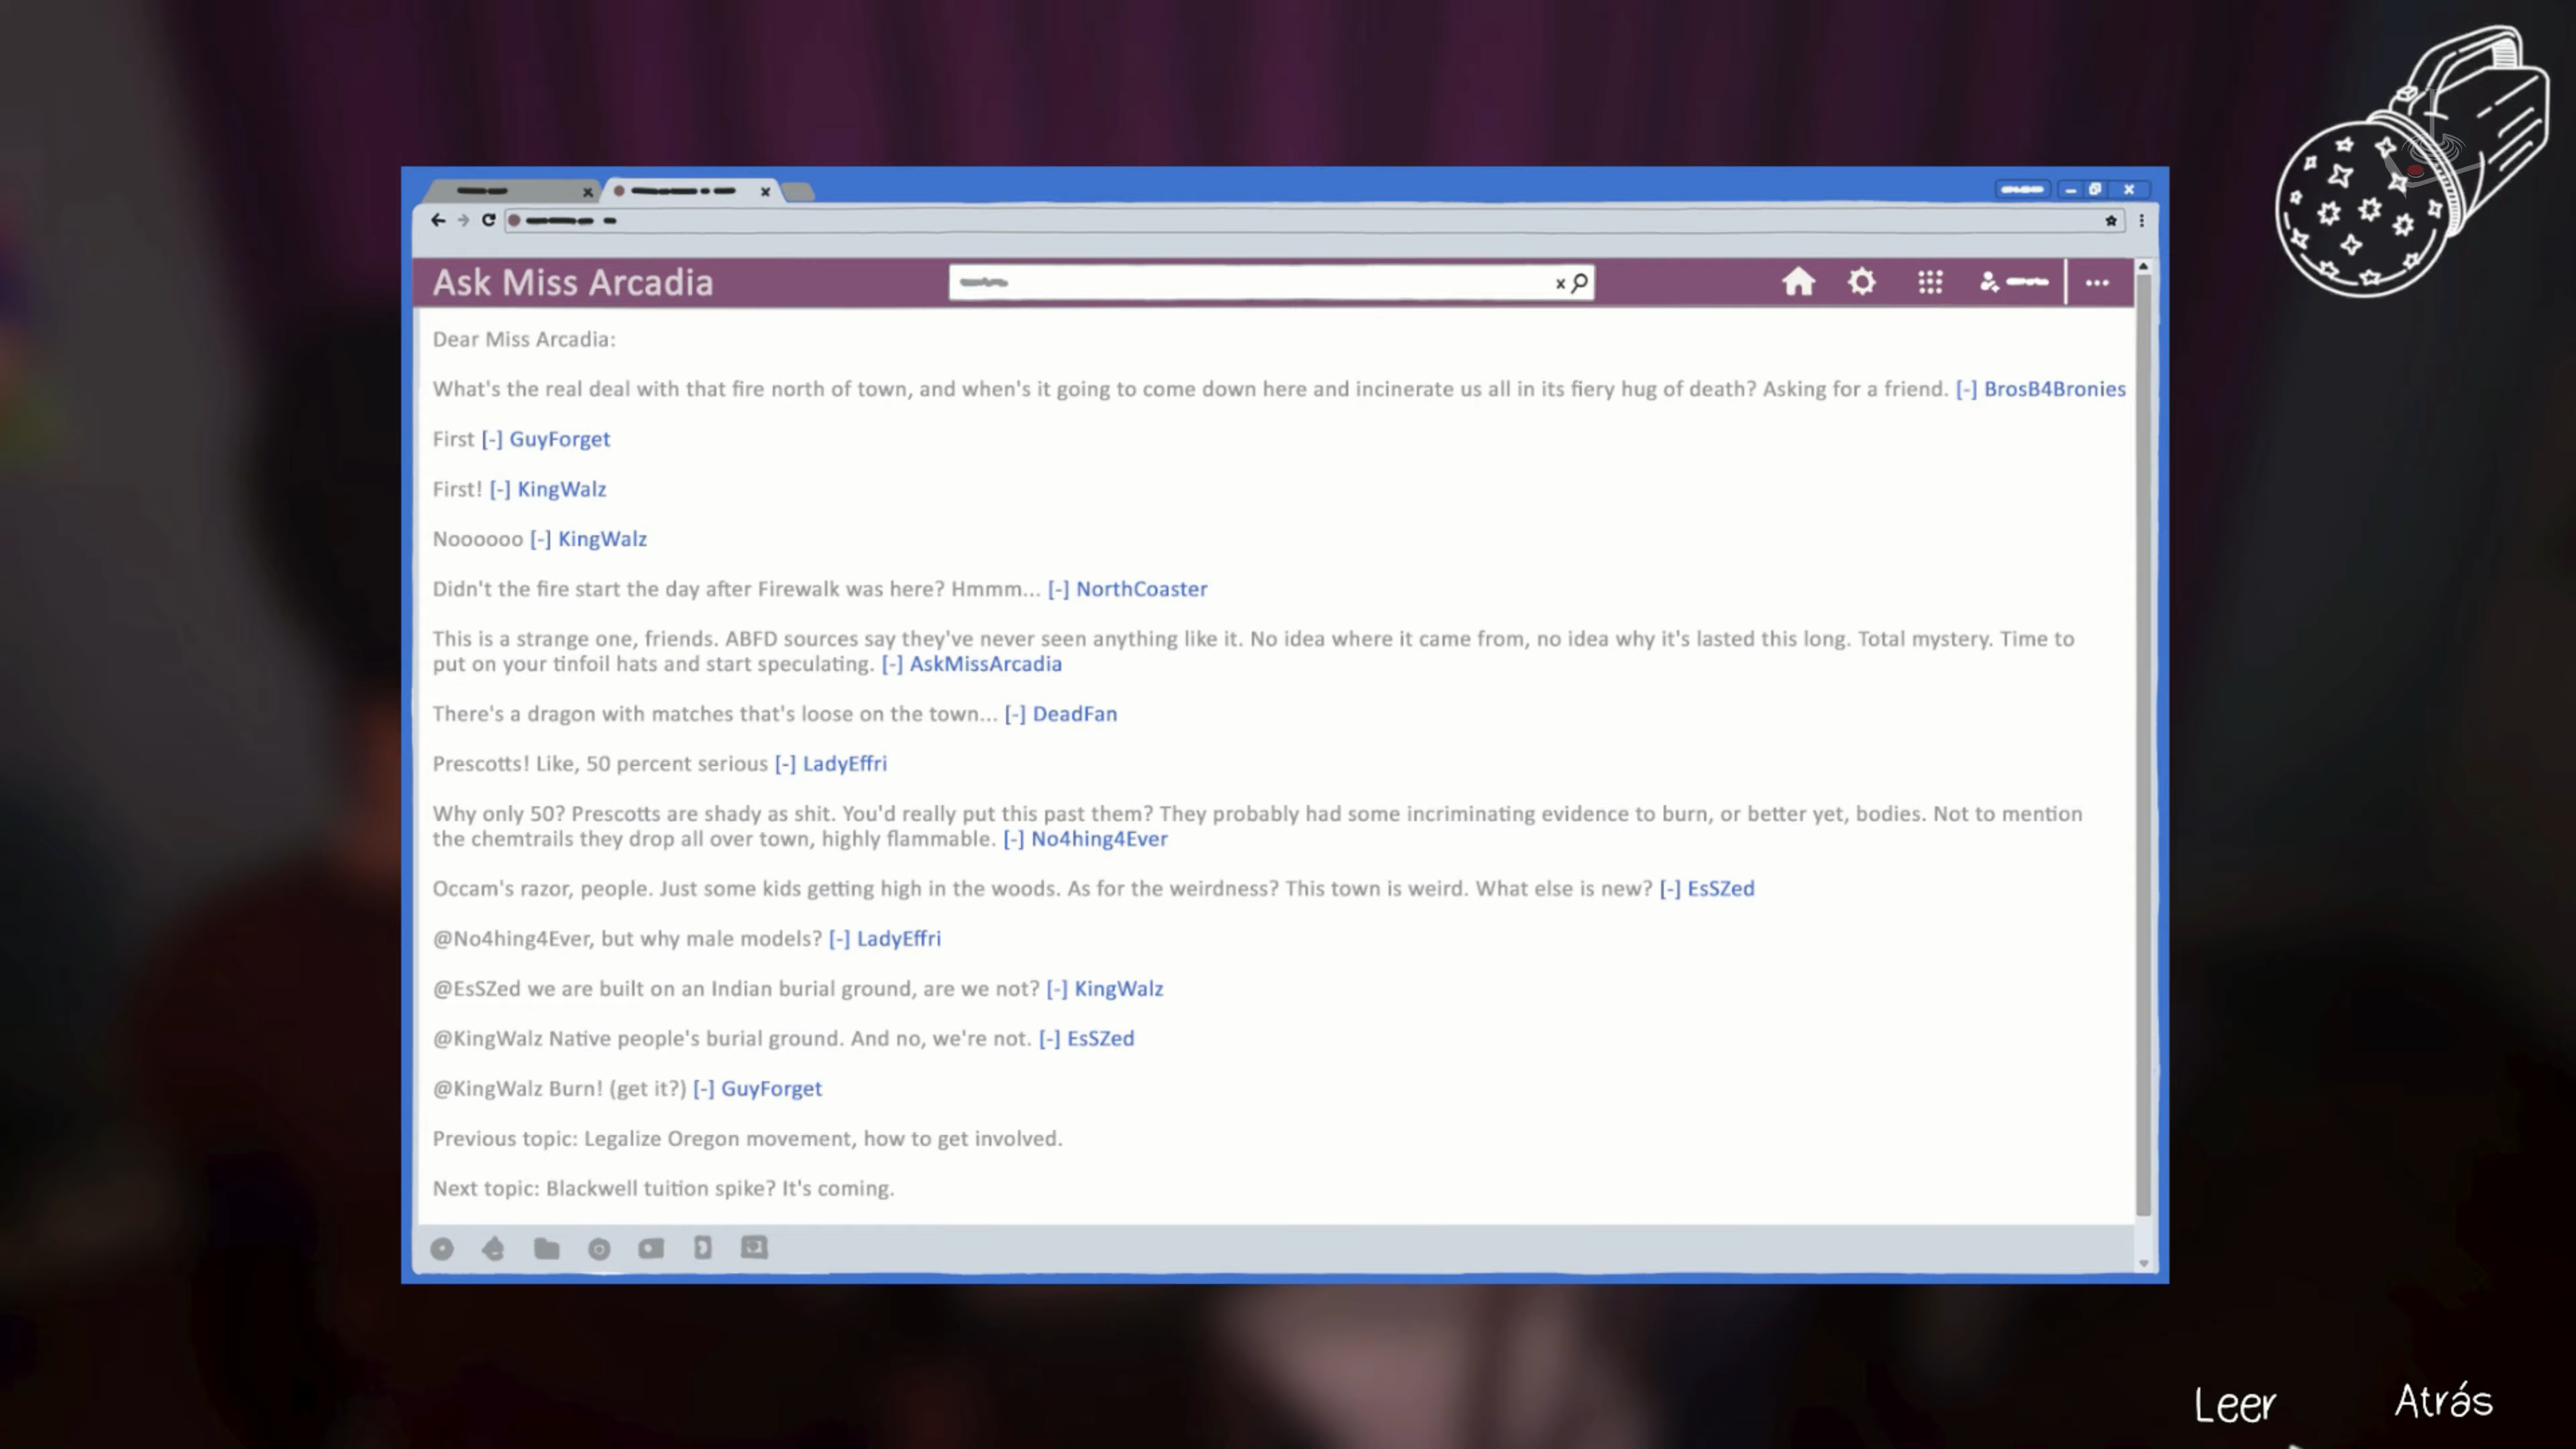 Ask Miss Arcadia
Dear Miss Arcadia:
What's the real deal with that fire north of town, and when's it going to come down here and incinerate us all in its fiery hug of death? Asking for a friend. [-] BrosB4Bronies
First [-] GuyForget
First! [-] KingWalz
Noooooo [-] KingWalz
Didn't the fire start the day after Firewalk was here? Hmmm... [-] NorthCoaster
This is a strange one, friends. ABFD sources say they've never seen anything like it. No idea where it came from, no idea why it's lasted this long. Total mystery. Time to
put on your tinfoil hats and start speculating. [-] AskMissArcadia
There's a dragon with matches that's loose on the town... [-] DeadFan
Prescotts! Like, 50 percent serious [-] LadyEffri
Why only 50? Prescotts are shady as shit. You'd really put this past them? They probably had some incriminating evidence to burn, or better yet, bodies. Not to mention
the chemtrails they drop all over town, highly flammable. [-] No4hing4Ever
Occam's razor, people. Just some kids getting high in the woods. As for the weirdness? This town is weird. What else is new? [-] EsSZed
@No4hing4Ever, but why male models? [-] LadyEffri
@EsSZed we are built on an Indian burial ground, are we not? [-] KingWalz
@KingWalz Native people's burial ground. And no, we're not. [-] EsSZed
@KingWalz Burn! (get it?) [-] GuyForget
Previous topic: Legalize Oregon movement, how to get involved.
Next topic: Blackwell tuition spike? It's coming.
Leer
Atrás